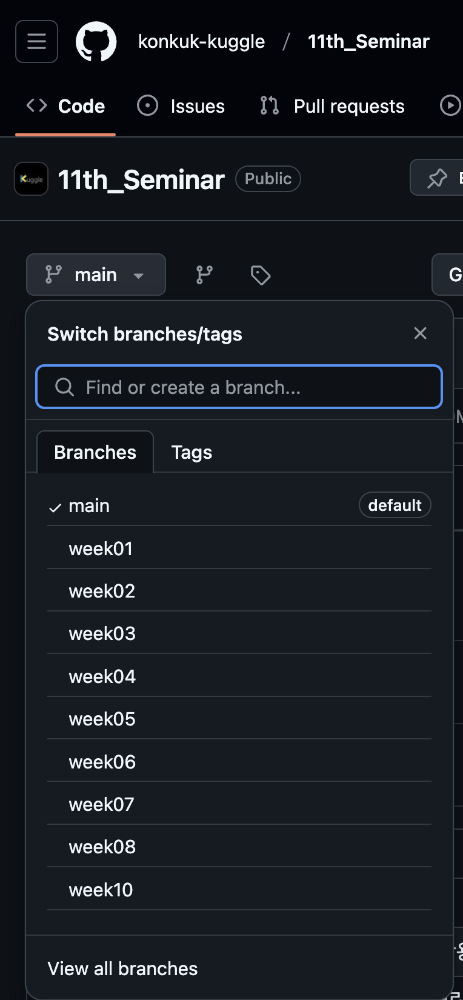 konkuk-kuggle / 11th_Seminar
Code Issues Pull requests
Kuggle 11th_Seminar Public
main
G
Switch branches/tags
Find or create a branch...
Branches Tags
main default
week01
week02
week03
week04
week05
week06
week07
week08
week10
View all branches